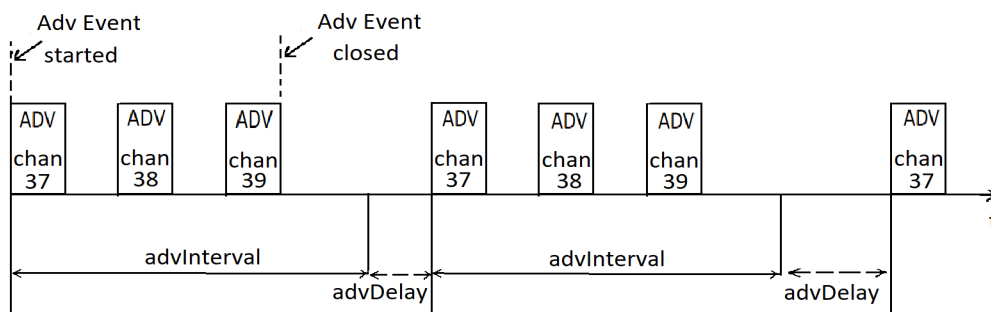 Adv Event
started
Adv Event
closed
ADV
chan
37
ADV
chan
38
ADV
chan
39
ADV
chan
37
ADV
chan
38
ADV
chan
39
ADV
chan
37
advInterval
advDelay
advInterval
advDelay